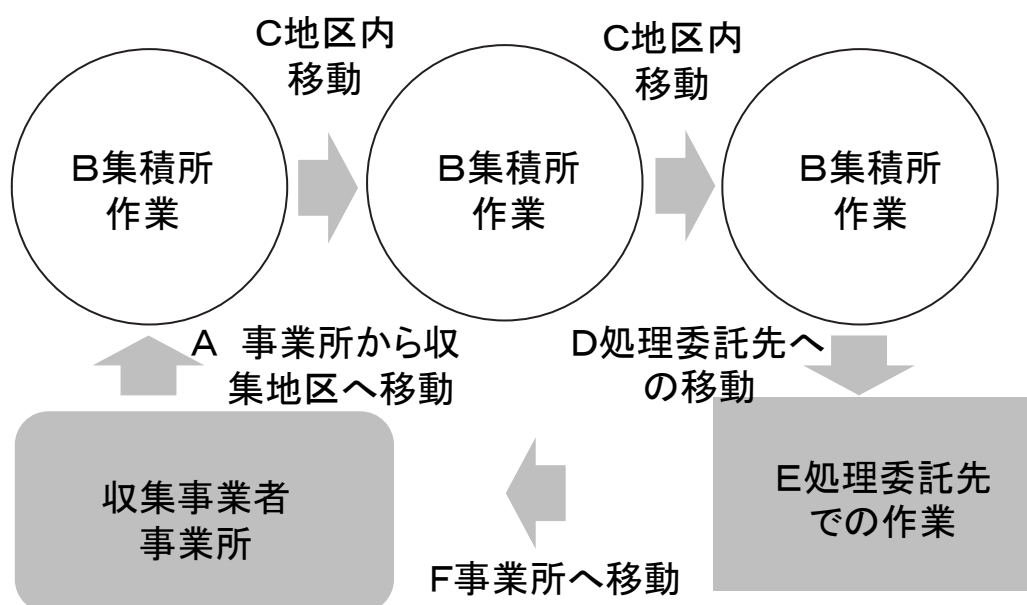 C地区内
移動
C地区内
移動
B集積所
作業
B集積所
作業
B集積所
作業
A 事業所から収
集地区へ移動
D処理委託先へ
の移動
収集事業者
事業所
E処理委託先
での作業
F事業所へ移動